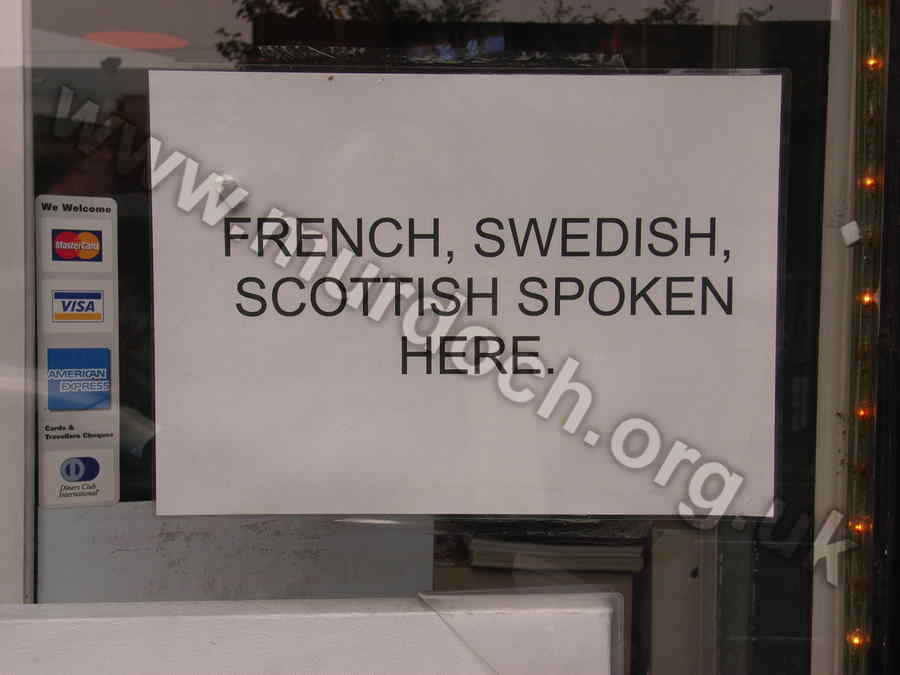 FRENCH, SWEDISH,
SCOTTISH SPOKEN
HERE.
We Welcome
MasterCard
VISA
AMERICAN
EXPRESS
Cards &
Travellers Cheques
Diners Club
International
www.murdoch.org.uk